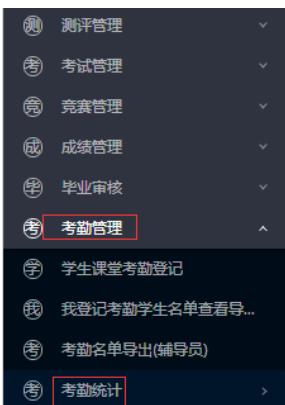 测 测评管理
考 考试管理
竞 竞赛管理
成 成绩管理
毕 毕业审核
考 考勤管理
学 学生课堂考勤登记
我 我登记考勤学生名单查看导...
考 考勤名单导出(辅导员)
考 考勤统计